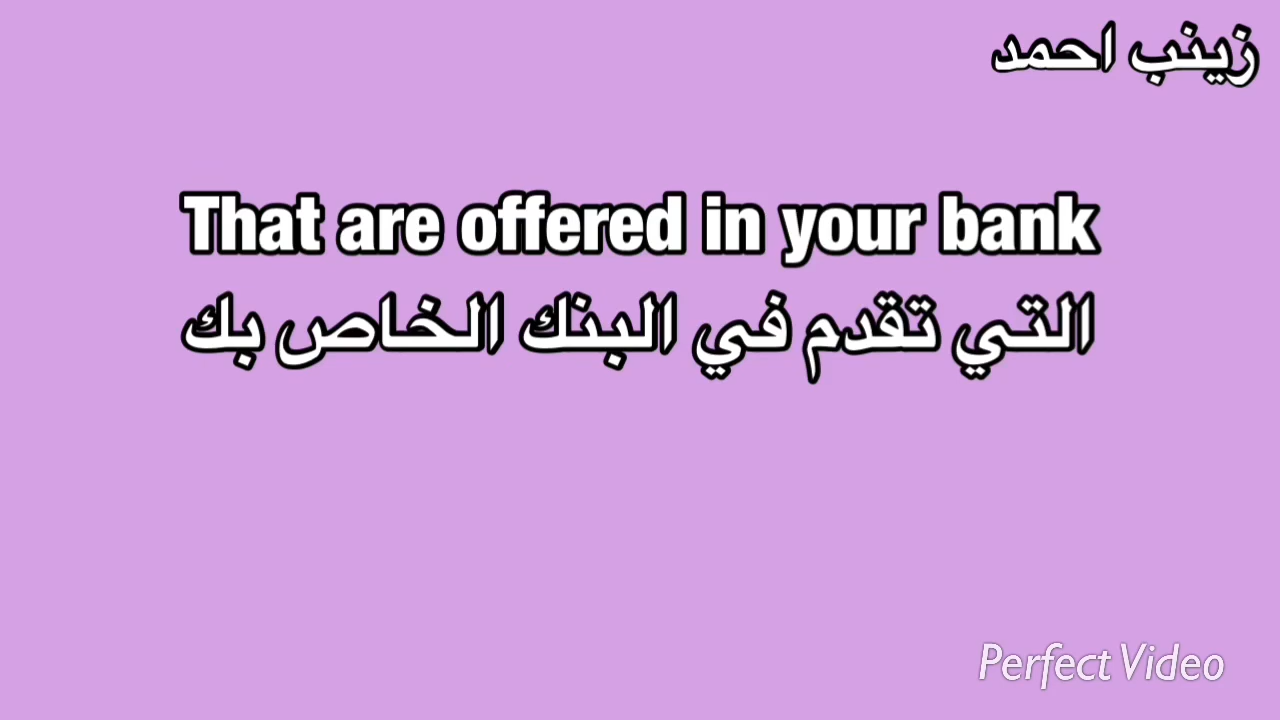 زينب احمد
That are offered in your bank
التي تقدم في البنك الخاص بك
Perfect Video